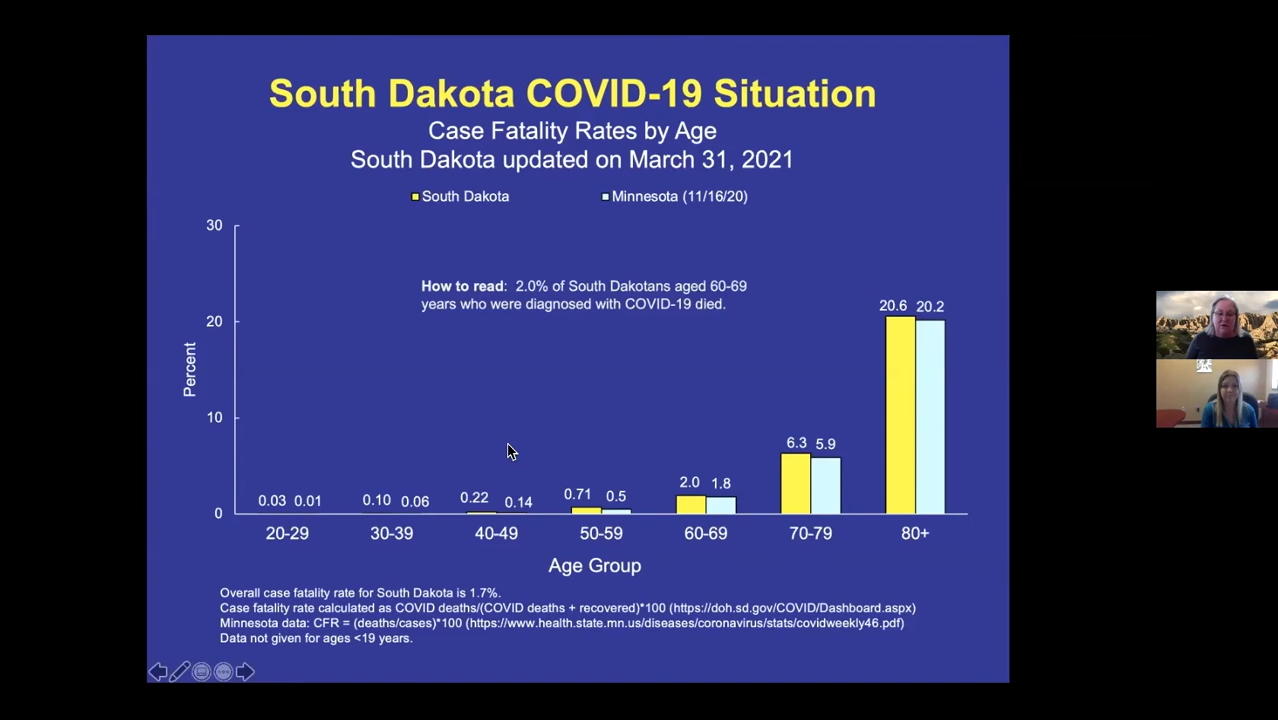 South Dakota COVID-19 Situation
Case Fatality Rates by Age
South Dakota updated on March 31, 2021
South Dakota
Minnesota (11/16/20)
How to read: 2.0% of South Dakotans aged 60-69
years who were diagnosed with COVID-19 died.
Percent
30
20
10
0
0.03 0.01
0.10 0.06
0.22 0.14
0.71 0.5
2.0 1.8
6.3 5.9
20.6 20.2
20-29
30-39
40-49
50-59
60-69
70-79
80+
Age Group
Overall case fatality rate for South Dakota is 1.7%.
Case fatality rate calculated as COVID deaths/(COVID deaths + recovered)*100 (https://doh.sd.gov/COVID/Dashboard.aspx)
Minnesota data: CFR = (deaths/cases)*100 (https://www.health.state.mn.us/diseases/coronavirus/stats/covidweekly46.pdf)
Data not given for ages <19 years.